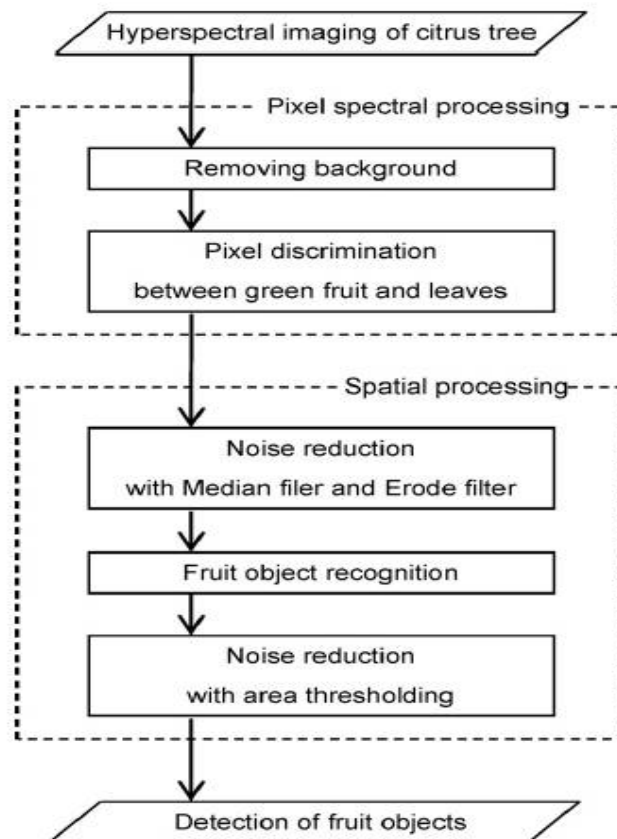 Hyperspectral imaging of citrus tree
Pixel spectral processing
Removing background
Pixel discrimination
between green fruit and leaves
Spatial processing
Noise reduction
with Median filer and Erode filter
Fruit object recognition
Noise reduction
with area thresholding
Detection of fruit objects